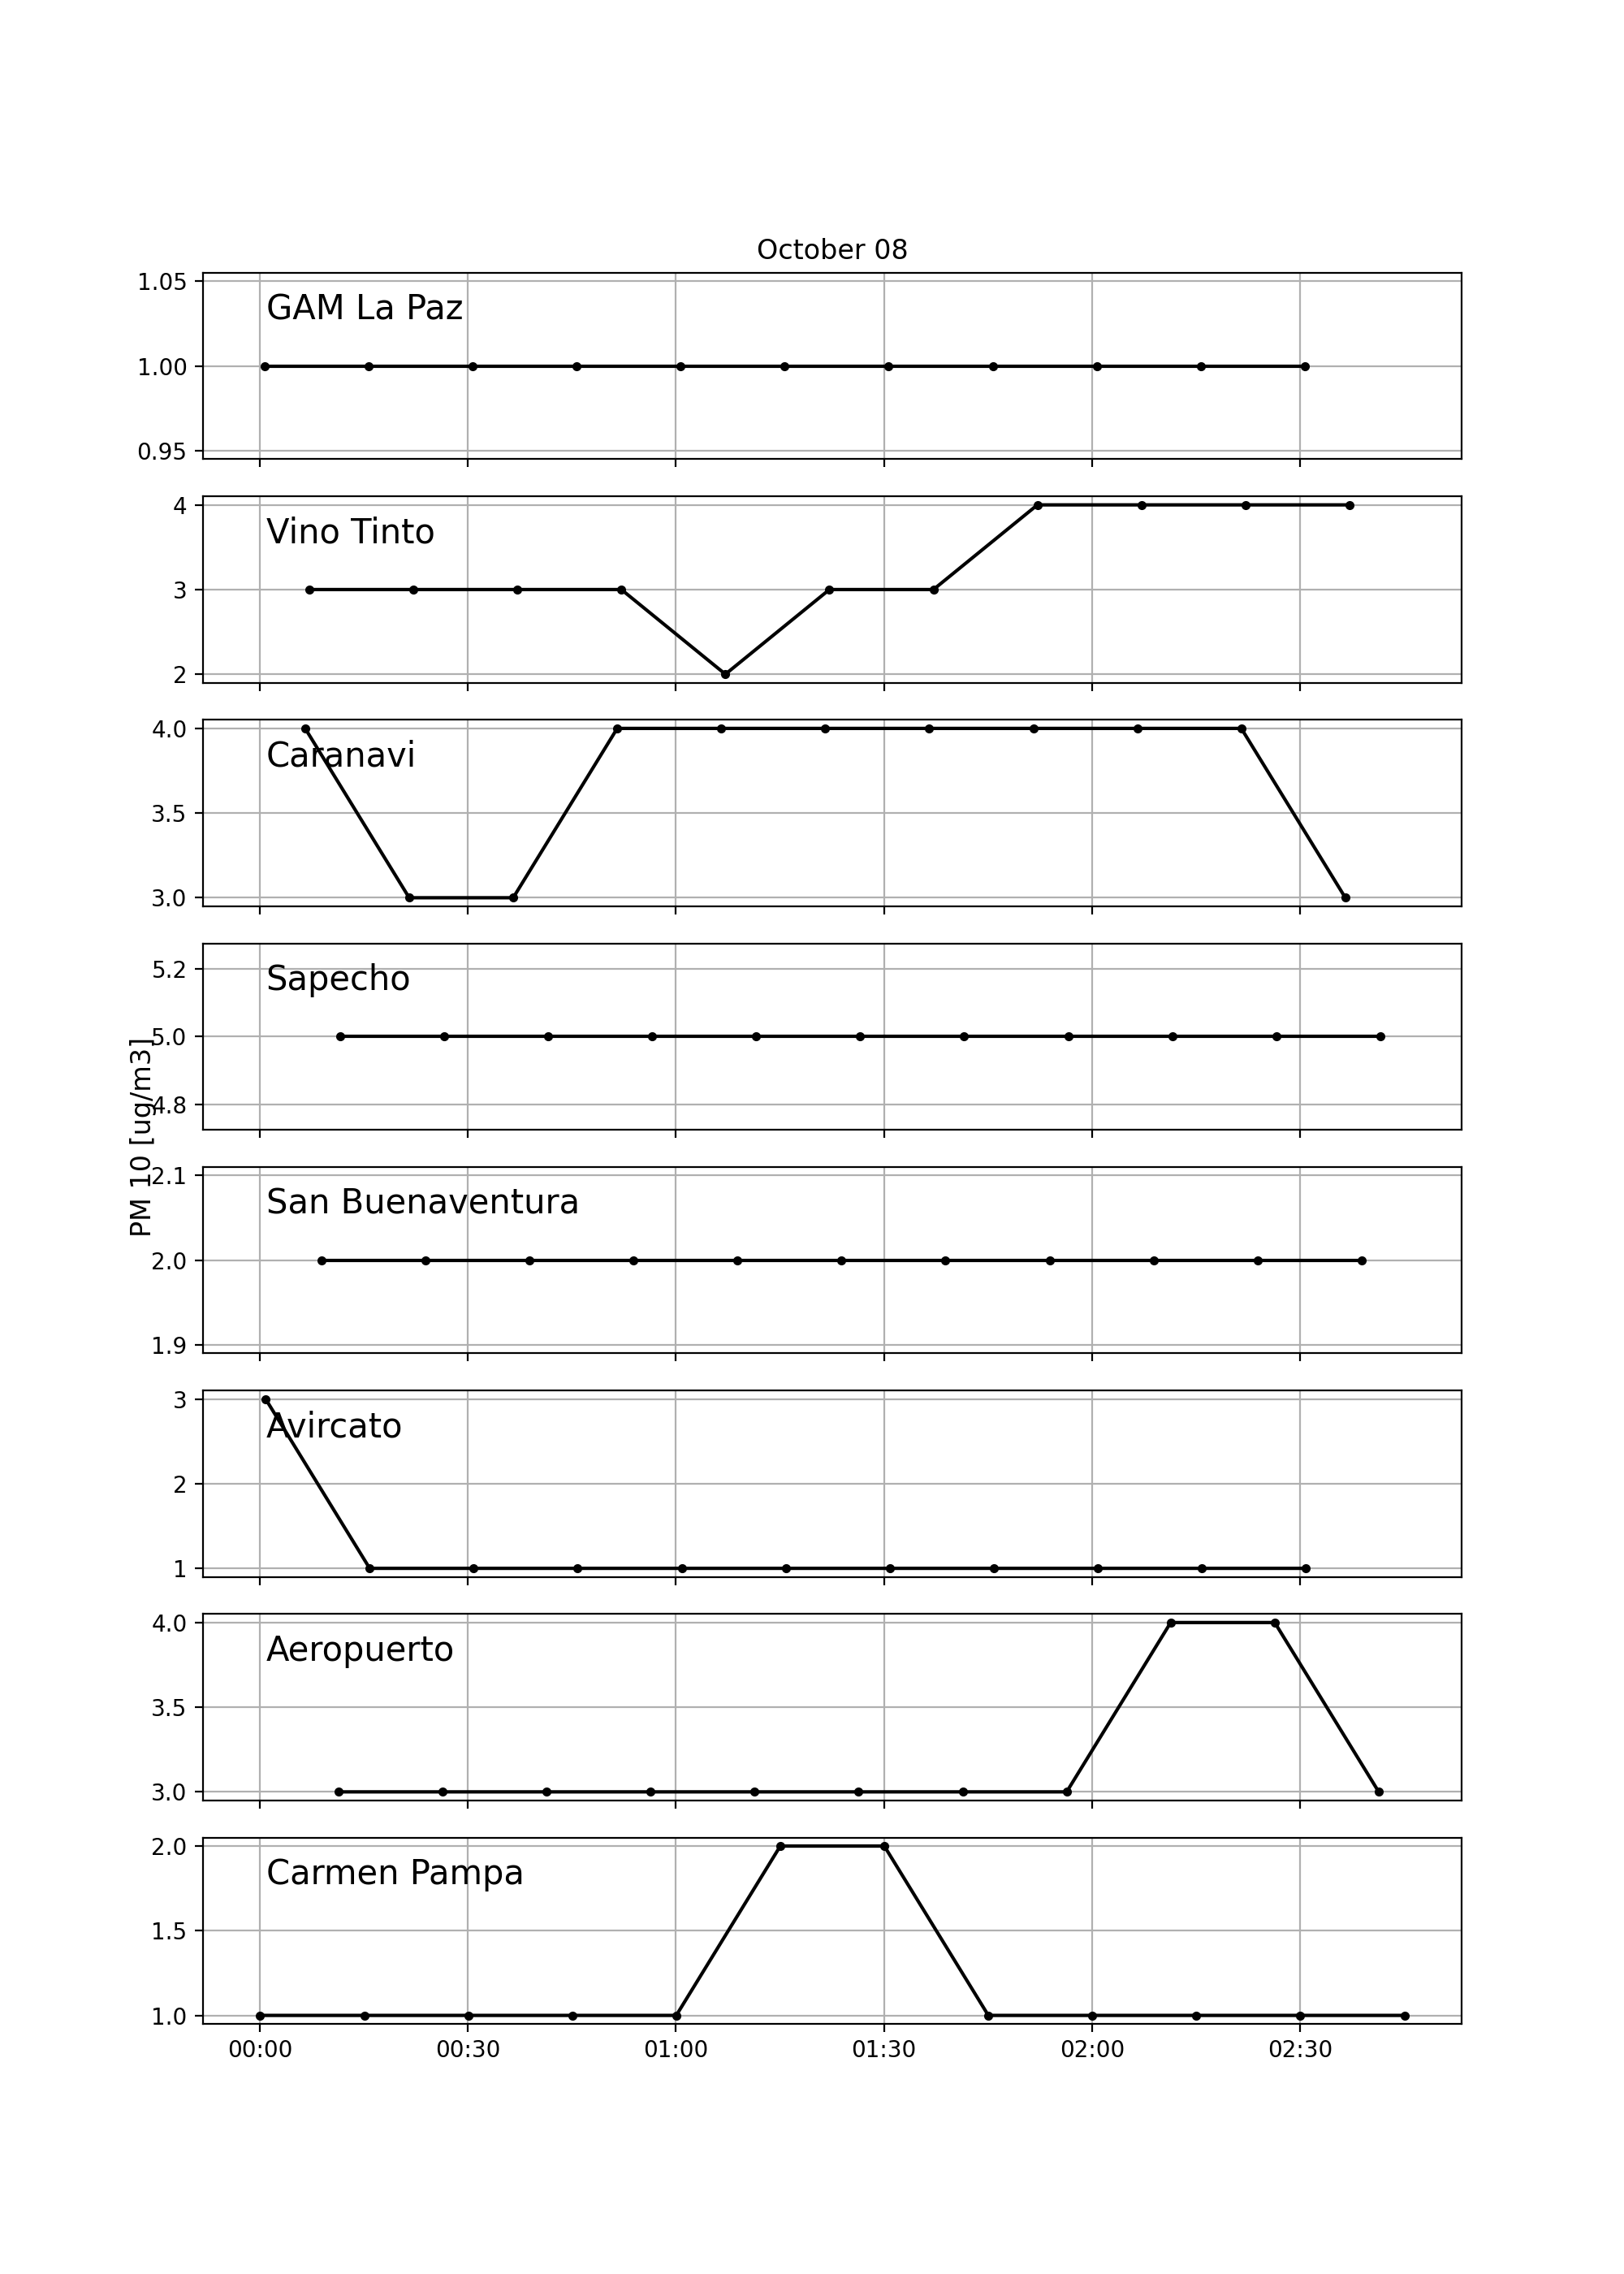 October 08
1.05
GAM La Paz
1.00
0.95
4
Vino Tinto
3
2
4.0
Caranavi
3.5
3.0
5.2
Sapecho
5.0
4.8
PM 10 [ug/m3]
2.1
San Buenaventura
2.0
1.9
3
Avircato
2
1
4.0
Aeropuerto
3.5
3.0
2.0
Carmen Pampa
1.5
1.0
00:00 00:30 01:00 01:30 02:00 02:30